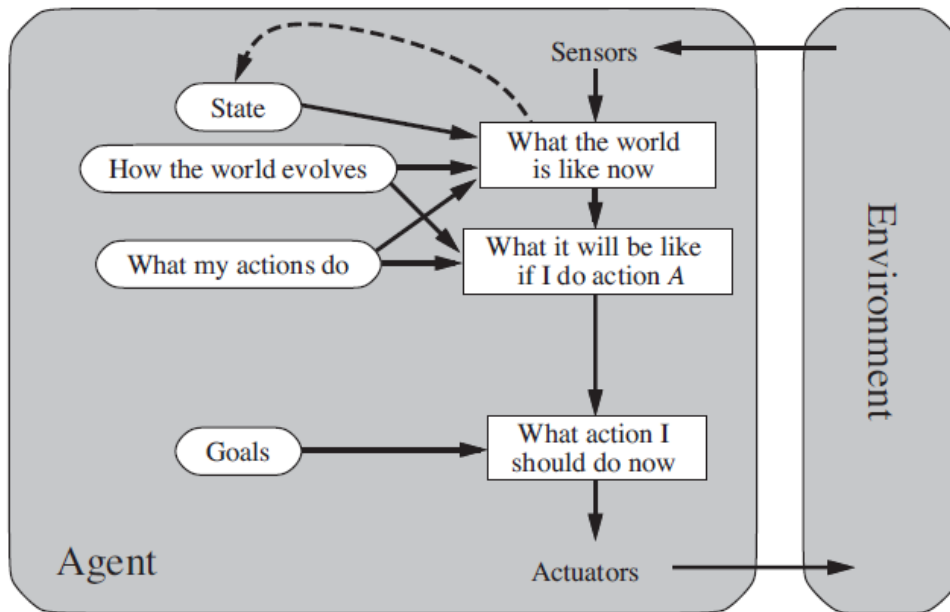 Sensors
State
What the world
is like now
How the world evolves
What it will be like
if I do action A
What my actions do
Environment
What action I
should do now
Goals
Agent
Actuators